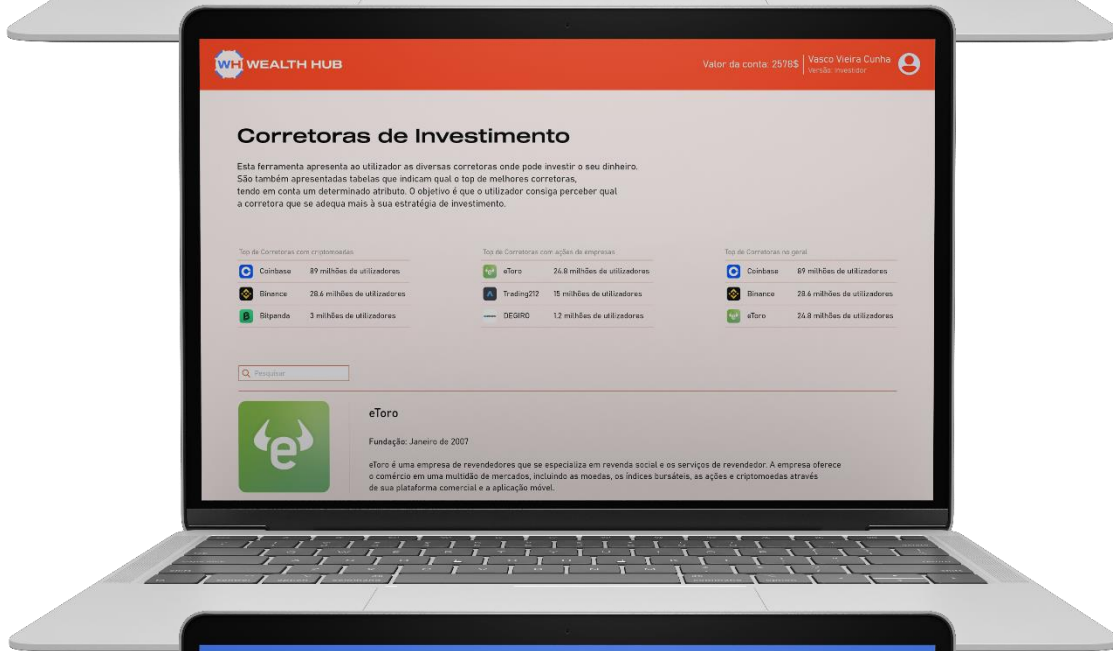 WH WEALTH HUB
Valor da conta: 2576$
Vasco Vieira Cunha
Versão: Investidor
Corretoras de Investimento
Esta ferramenta apresenta ao utilizador as diversas corretoras onde pode investir o seu dinheiro.
São também apresentadas tabelas que indicam qual o top de melhores corretoras,
tendo em conta um determinado atributo. O objetivo é que o utilizador consiga perceber qual
a corretora que se adequa mais à sua estratégia de investimento.
Top de Corretoras com criptomoedas
Coinbase 89 milhões de utilizadores
Binance 28.6 milhões de utilizadores
Bitpanda 3 milhões de utilizadores
Top de Corretoras com ações de empresas
eToro 24.8 milhões de utilizadores
Trading212 15 milhões de utilizadores
DEGIRO 1.2 milhões de utilizadores
Top de Corretoras no geral
Coinbase 89 milhões de utilizadores
Binance 28.6 milhões de utilizadores
eToro 24.8 milhões de utilizadores
Pesquisar
e
eToro
Fundação: Janeiro de 2007
eToro é uma empresa de revendedores que se especializa em revenda social e os serviços de revendedor. A empresa oferece
o comércio em uma multidão de mercados, incluindo as moedas, os índices bursáteis, as ações e criptomoedas através
de sua plataforma comercial e a aplicação móvel.